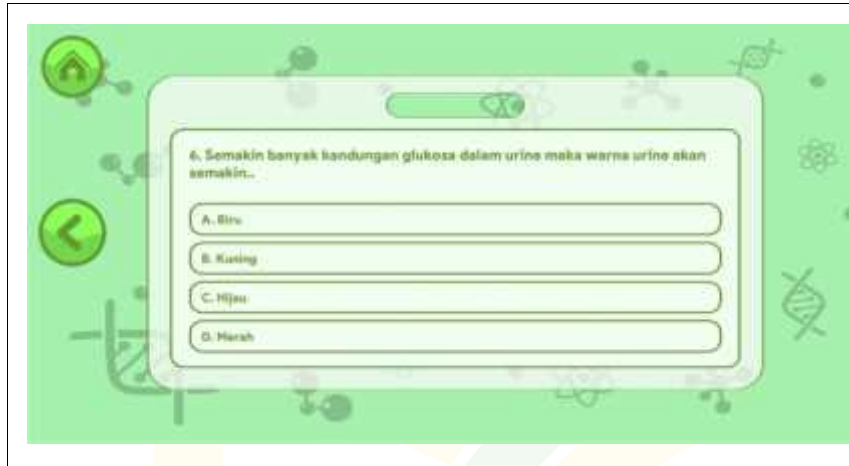 6. Semakin banyak kandungan glukosa dalam urine maka warna urine akan
semakin..
A. Biru
B. Kuning
C. Hijau
D. Merah